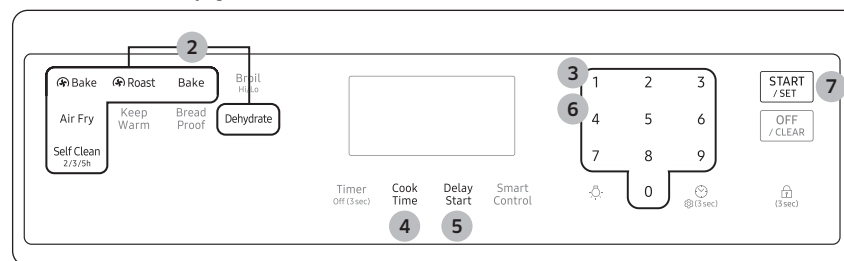 2
Bake Roast Bake Broil
Hi/Lo
Air Fry Keep Warm Bread Proof Dehydrate
Self Clean
2/3/5h
Timer
Off (3 sec)
Cook Time
Delay Start
Smart Control
4 5
3
6
1 2 3
4 5 6
7 8 9
0
(3 sec)
START
/ SET
7
OFF
/ CLEAR
(3 sec)